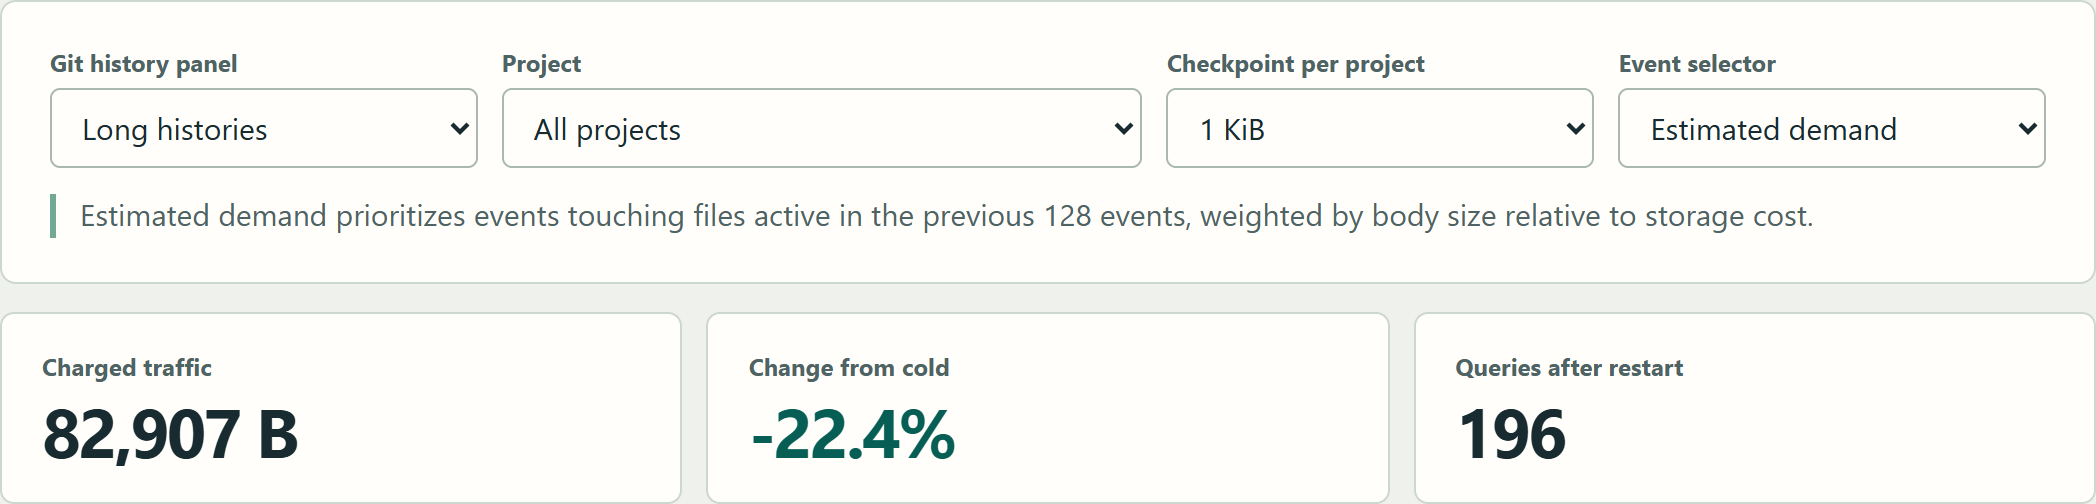 Git history panel
Project
Checkpoint per project
Event selector
Long histories
All projects
1 KiB
Estimated demand
Estimated demand prioritizes events touching files active in the previous 128 events, weighted by body size relative to storage cost.
Charged traffic
82,907 B
Change from cold
-22.4%
Queries after restart
196